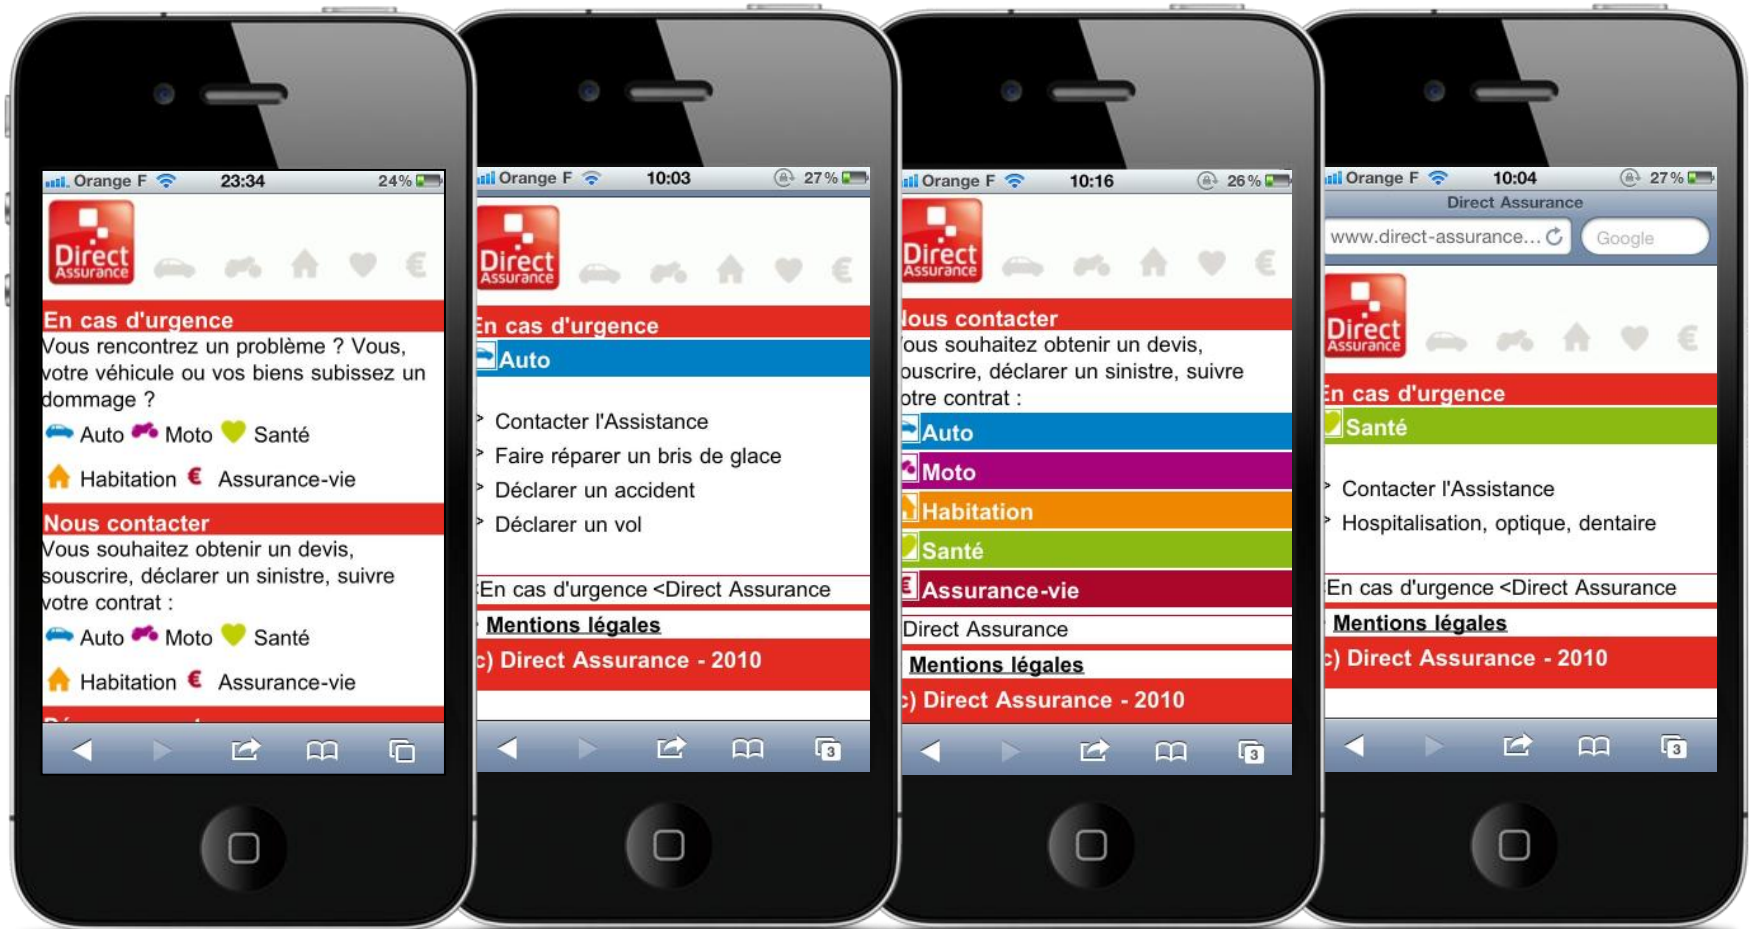 Orange F 23:34 24%
Direct
Assurance
€
En cas d'urgence
Vous rencontrez un problème ? Vous,
votre véhicule ou vos biens subissez un
dommage ?
Auto Moto Santé
Habitation € Assurance-vie
Nous contacter
Vous souhaitez obtenir un devis,
souscrire, déclarer un sinistre, suivre
votre contrat :
Auto Moto Santé
Habitation € Assurance-vie
Orange F 10:03 27%
Direct
Assurance
€
En cas d'urgence
Auto
> Contacter l'Assistance
> Faire réparer un bris de glace
> Déclarer un accident
> Déclarer un vol
<En cas d'urgence <Direct Assurance
Mentions légales
c) Direct Assurance - 2010
3
Orange F 10:16 26%
Direct
Assurance
€
Nous contacter
Vous souhaitez obtenir un devis,
ouscrire, déclarer un sinistre, suivre
otre contrat :
Auto
Moto
Habitation
Santé
€ Assurance-vie
Direct Assurance
Mentions légales
c) Direct Assurance - 2010
3
Orange F 10:04 27%
Direct Assurance
www.direct-assurance... Google
Direct
Assurance
€
En cas d'urgence
Santé
> Contacter l'Assistance
> Hospitalisation, optique, dentaire
<En cas d'urgence <Direct Assurance
Mentions légales
c) Direct Assurance - 2010
3